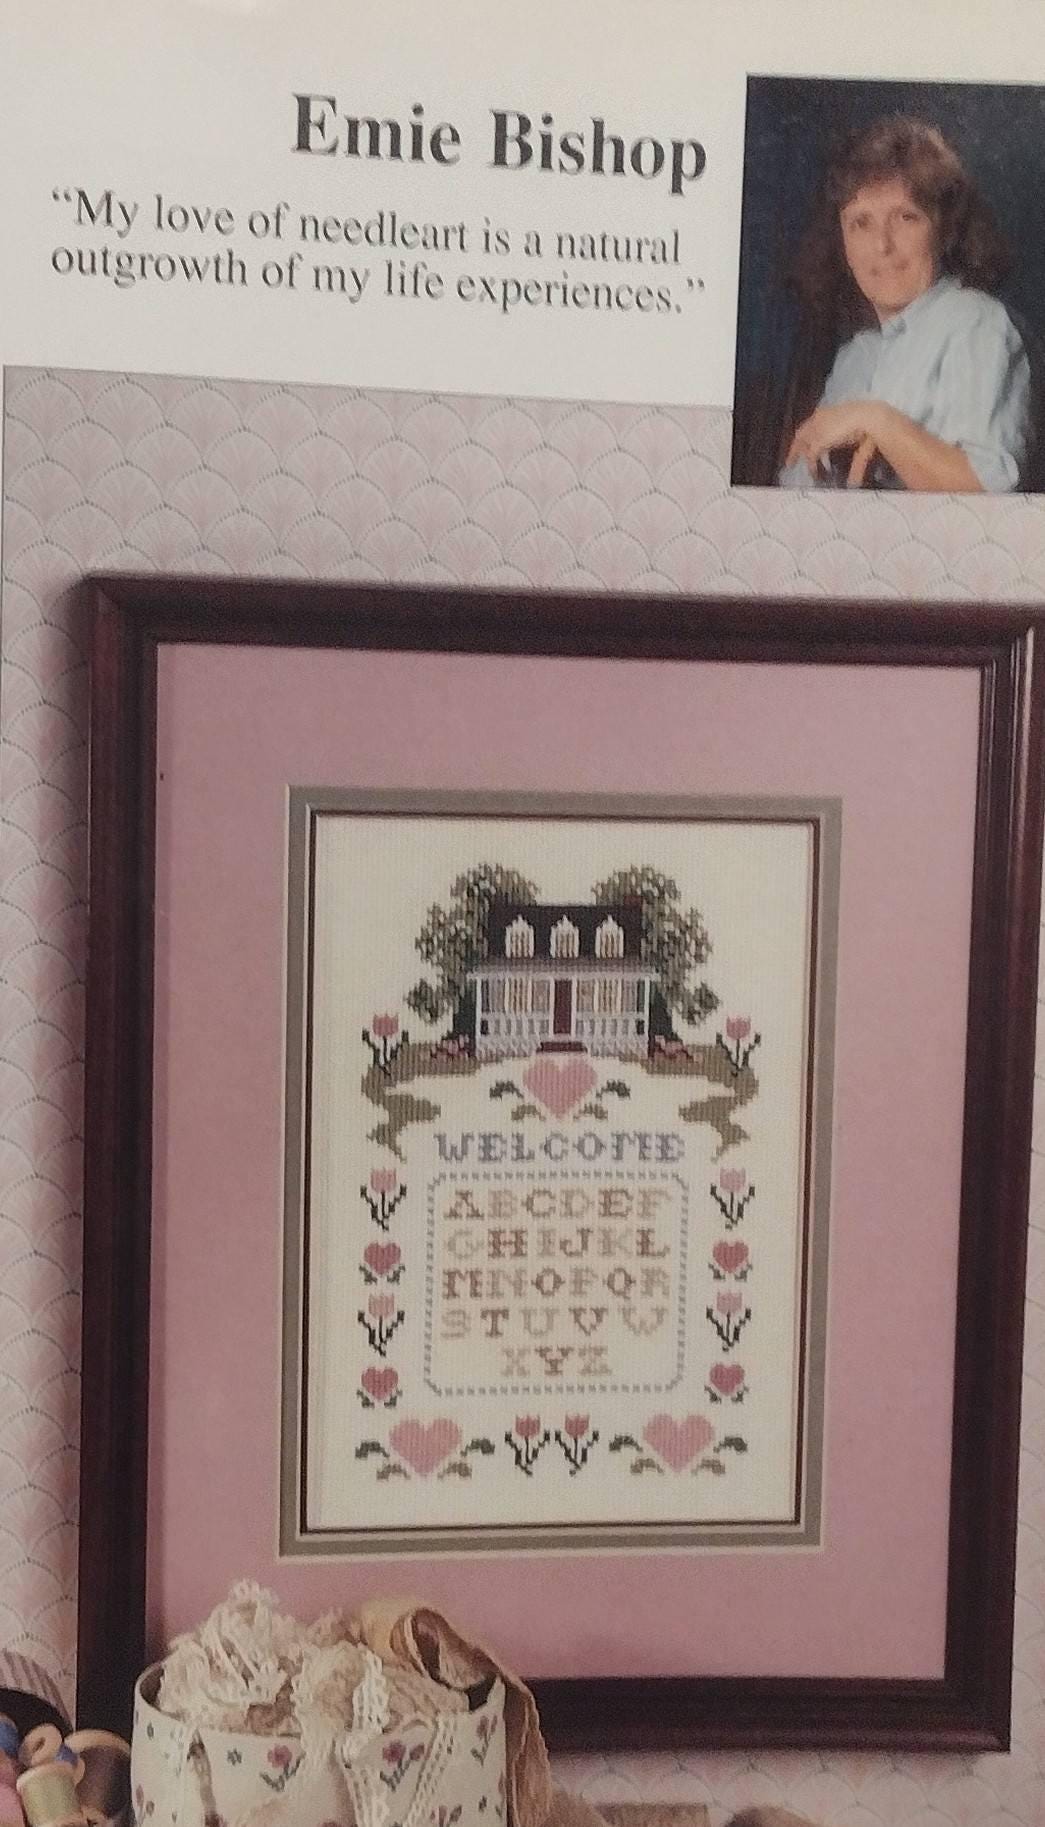 Emie Bishop
“My love of needleart is a natural
outgrowth of my life experiences.”
WELCOME
ABCDEF
GHIJKL
MNOPQR
STUVW
XYZ